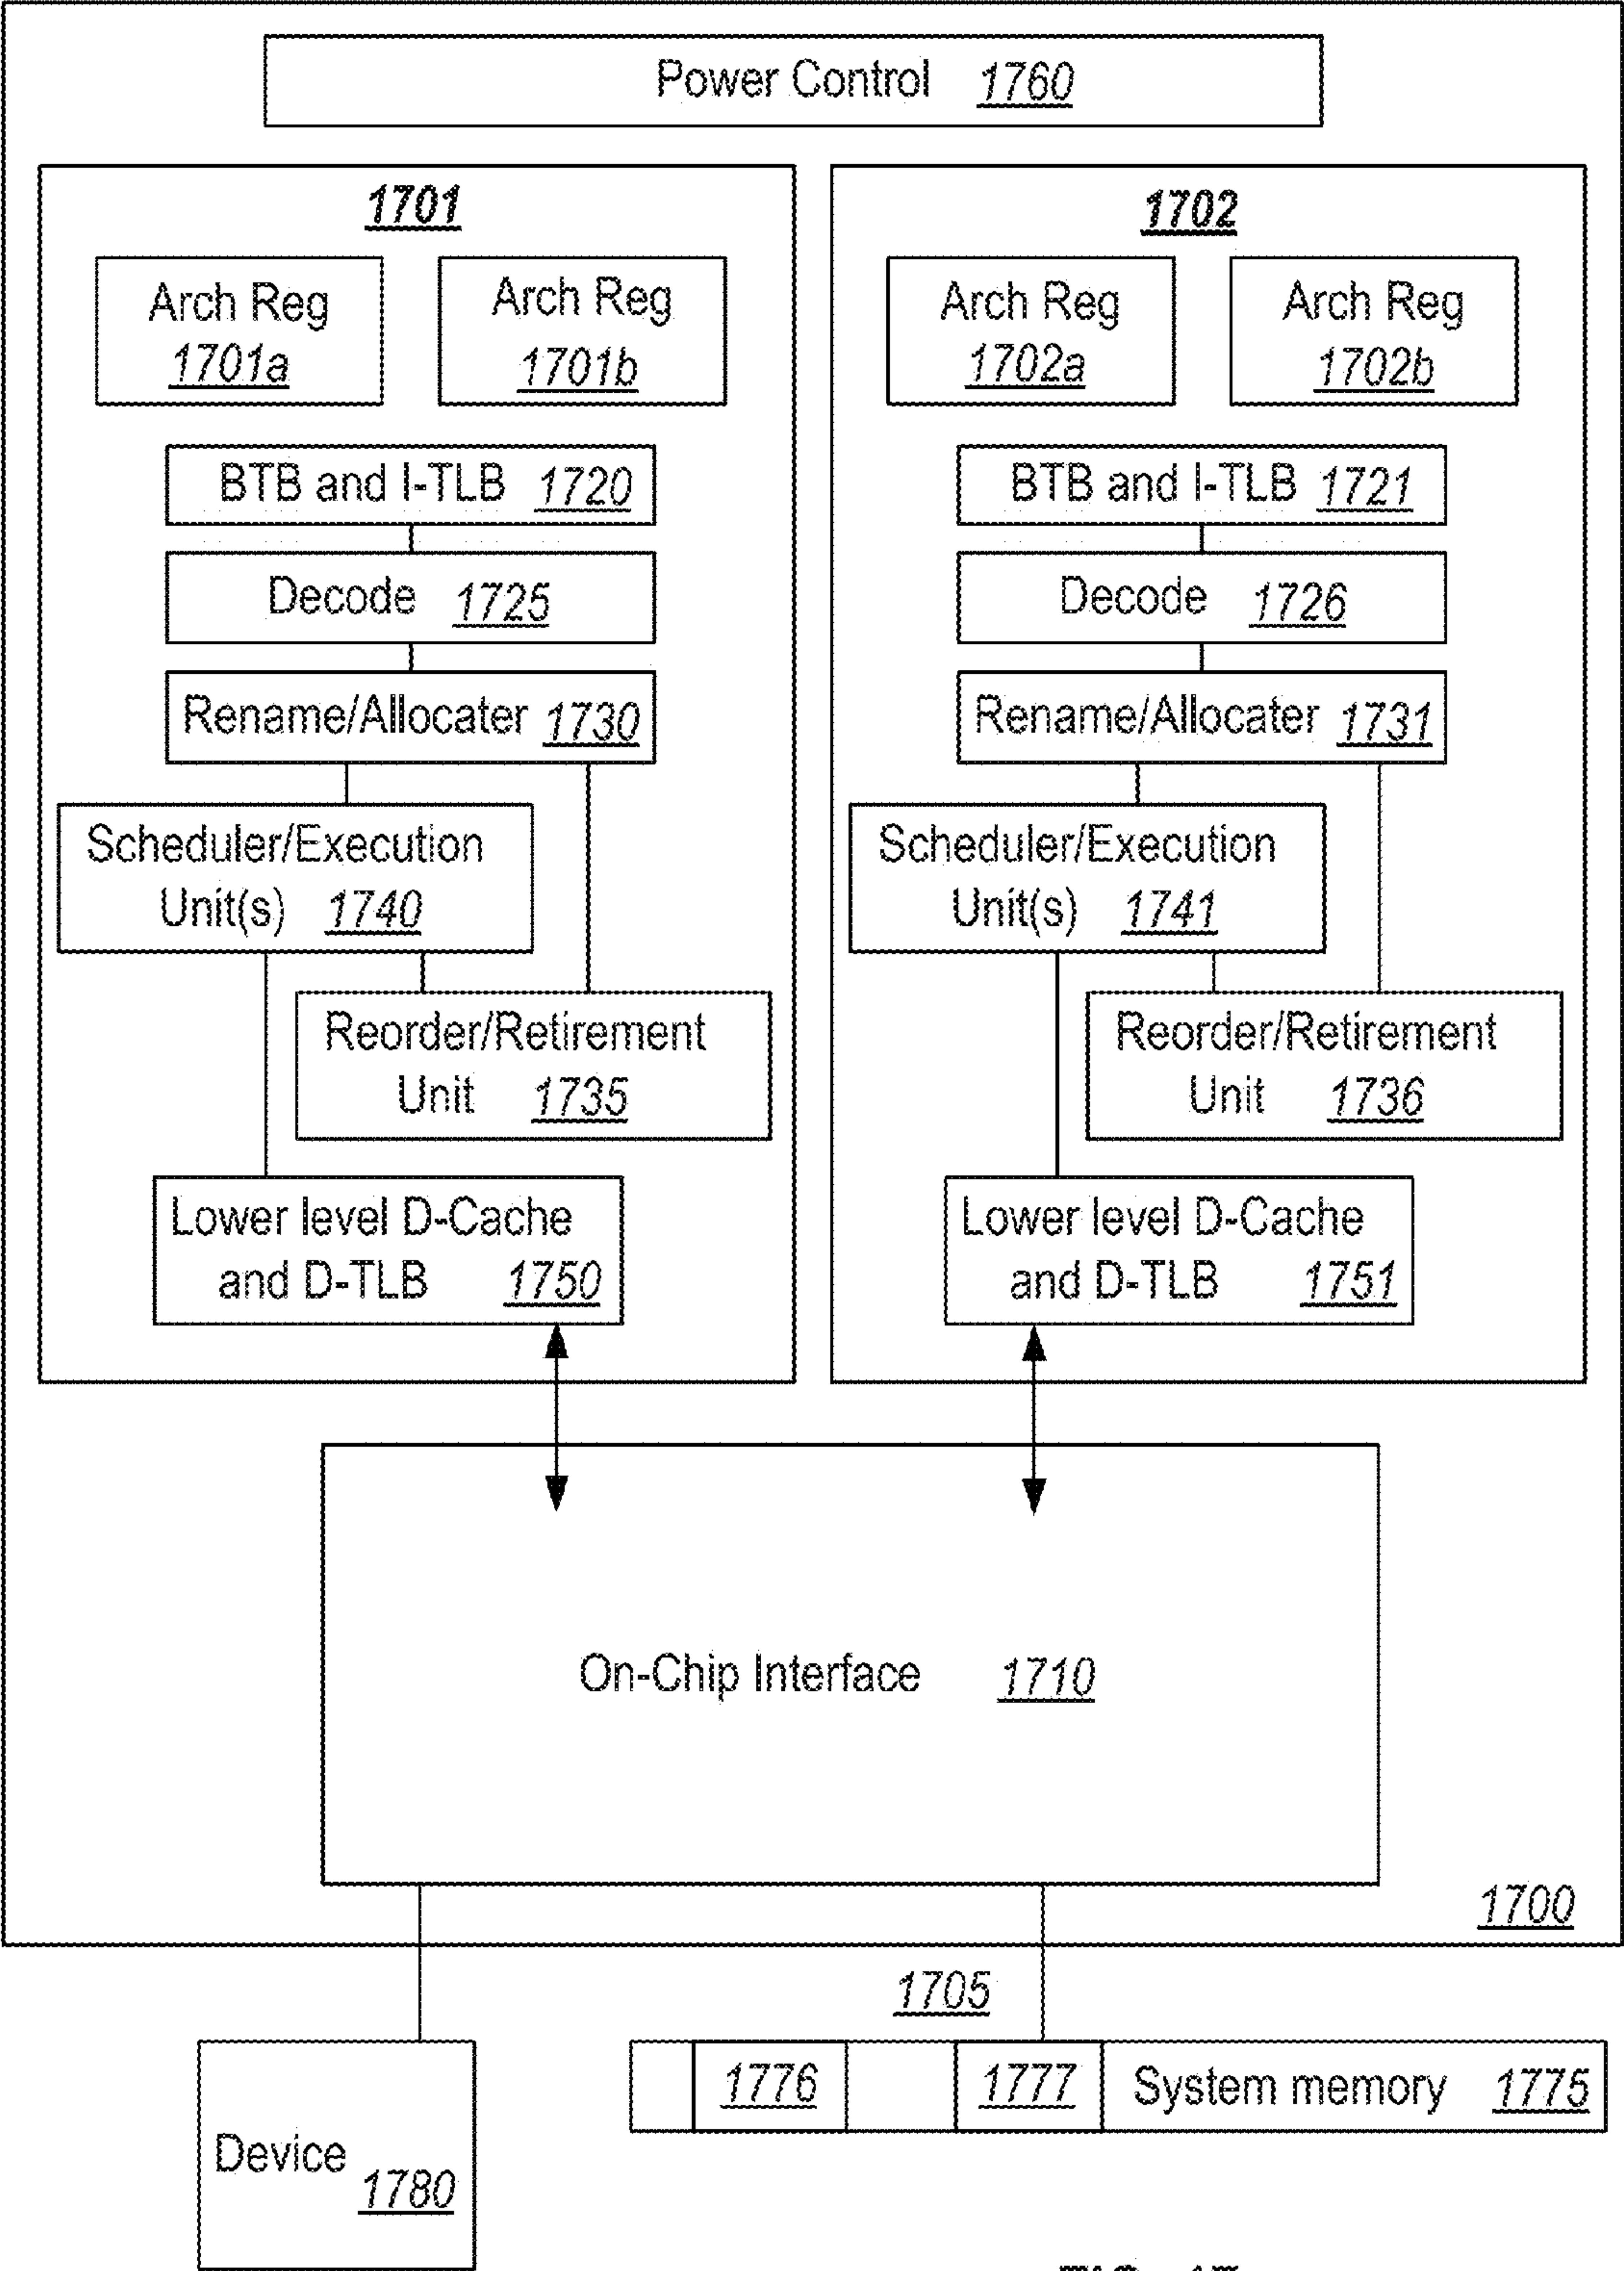 Power Control 1760
1701
Arch Reg
1701a
Arch Reg
1701b
BTB and I-TLB 1720
Decode 1725
Rename/Allocater 1730
Scheduler/Execution
Unit(s) 1740
Reorder/Retirement
Unit 1735
Lower level D-Cache
and D-TLB 1750
1702
Arch Reg
1702a
Arch Reg
1702b
BTB and I-TLB 1721
Decode 1726
Rename/Allocater 1731
Scheduler/Execution
Unit(s) 1741
Reorder/Retirement
Unit 1736
Lower level D-Cache
and D-TLB 1751
On-Chip Interface 1710
1700
1705
1776 1777 System memory 1775
Device 1780